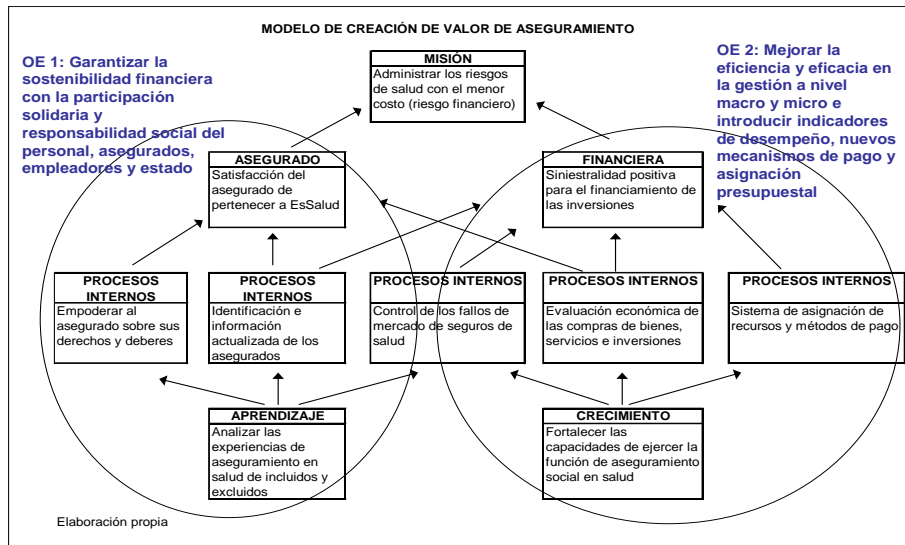 MODELO DE CREACIÓN DE VALOR DE ASEGURAMIENTO
OE 1: Garantizar la
sostenibilidad financiera
con la participación
solidaria y
responsabilidad social del
personal, asegurados,
empleadores y estado
MISIÓN
Administrar los riesgos
de salud con el menor
costo (riesgo financiero)
OE 2: Mejorar la
eficiencia y eficacia en
la gestión a nivel
macro y micro e
introducir indicadores
de desempeño, nuevos
mecanismos de pago y
asignación
presupuestal
ASEGURADO
Satisfacción del
asegurado de
pertenecer a EsSalud
FINANCIERA
Siniestralidad positiva
para el financiamiento de
las inversiones
PROCESOS
INTERNOS
Empoderar al
asegurado sobre sus
derechos y deberes
PROCESOS
INTERNOS
Identificación e
información
actualizada de los
asegurados
PROCESOS INTERNOS
Control de los fallos de
mercado de seguros de
salud
PROCESOS INTERNOS
Evaluación económica de
las compras de bienes,
servicios e inversiones
PROCESOS INTERNOS
Sistema de asignación de
recursos y métodos de pago
APRENDIZAJE
Analizar las
experiencias de
aseguramiento en
salud de incluidos y
excluidos
CRECIMIENTO
Fortalecer las
capacidades de ejercer la
función de aseguramiento
social en salud
Elaboración propia